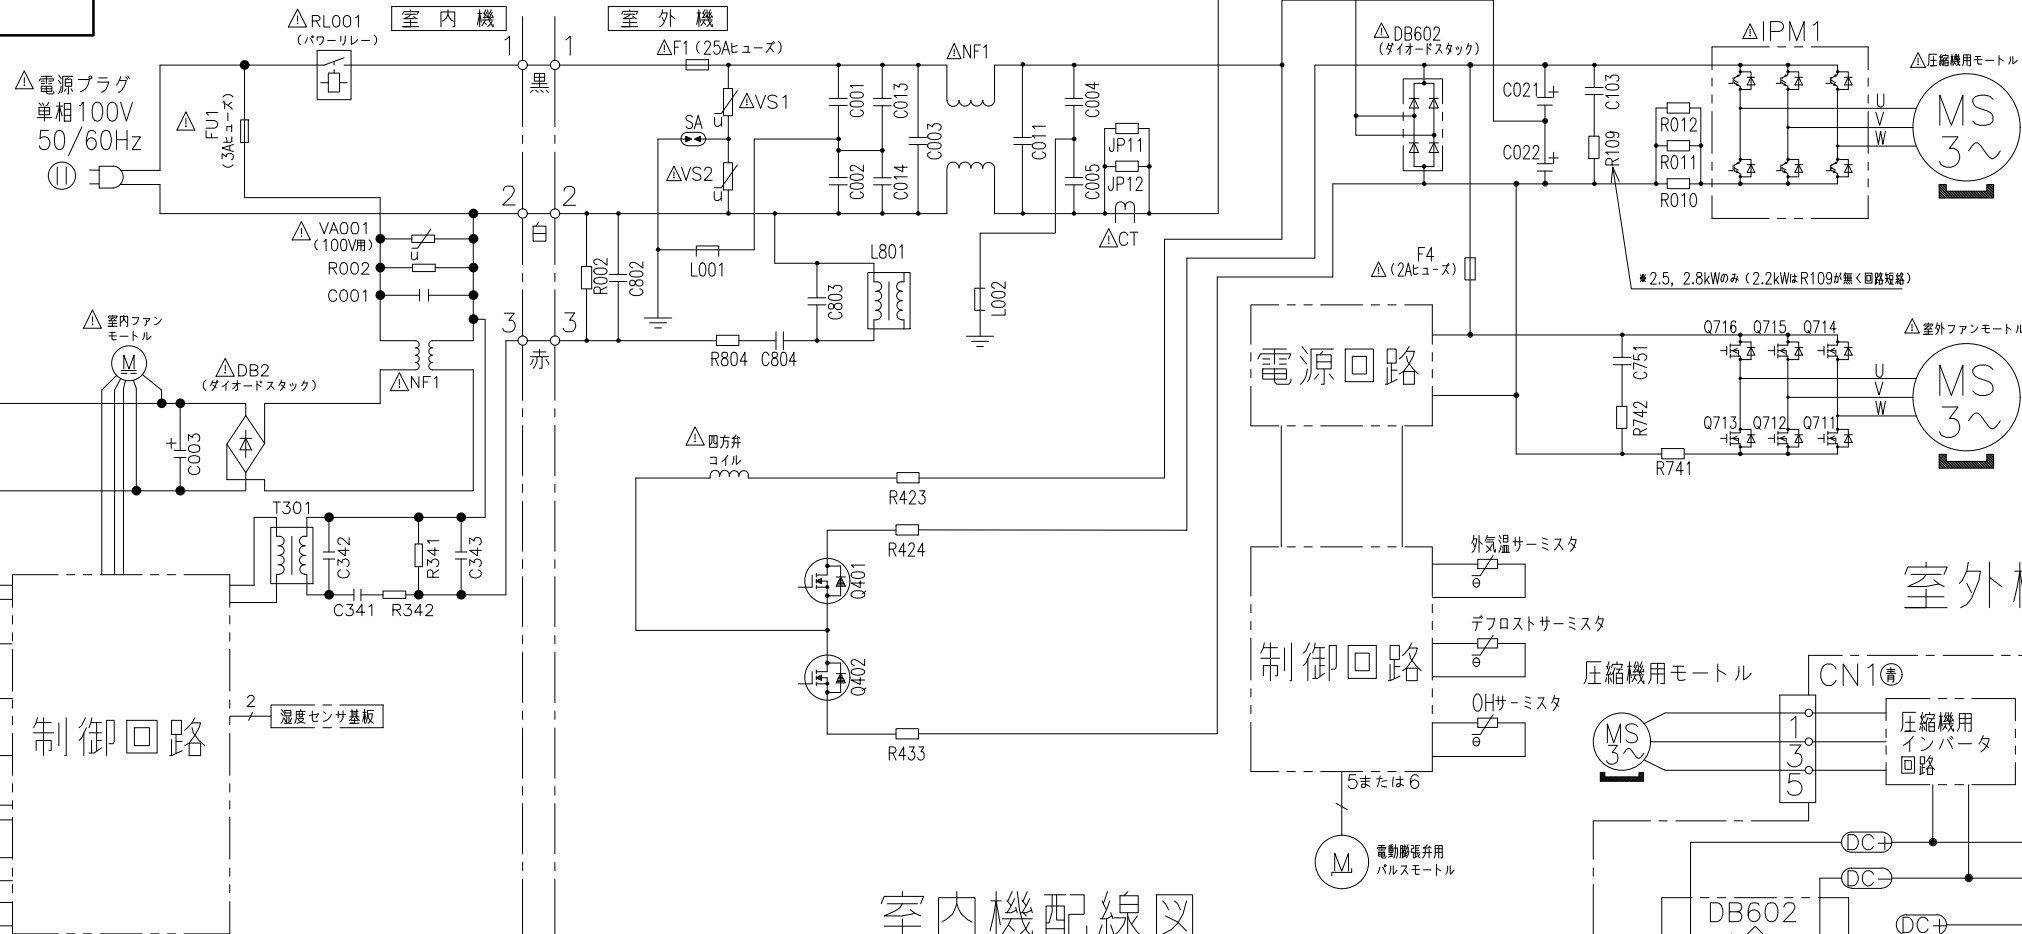 RL001
(パワーリレー)
室内機
室外機
電源プラグ
単相100V
50/60Hz
FU1
(3Aヒューズ)
1
1
黒
2
2
白
3
3
赤
F1 (25Aヒューズ)
VS1
SA
VS2
u
u
C001
C013
C002
C014
C003
NF1
C011
C004
C005
JP11
JP12
CT
DB602
(ダイオードスタック)
C021
+
C022
+
C103
R109
R012
R011
R010
IPM1
U
V
W
圧縮機用モートル
MS
3~
VA001
(100V用)
u
R002
C001
NF1
R002
C802
L001
L801
C803
R804
C804
L002
F4
(2Aヒューズ)
*2.5, 2.8kWのみ (2.2kWはR109が無く回路短絡)
室内ファン
モートル
M
DB2
(ダイオードスタック)
+
C003
T301
C342
R341
C343
C341
R342
制御回路
2
湿度センサ基板
四方弁
コイル
R423
R424
Q401
Q402
R433
電源回路
C751
R742
R741
Q716
Q715
Q714
Q713
Q712
Q711
U
V
W
室外ファンモートル
MS
3~
制御回路
外気温サーミスタ
θ
デフロストサーミスタ
θ
OHサーミスタ
θ
5または6
M
電動膨張弁用
パルスモートル
室外機
圧縮機用モートル
MS
3~
CN1青
1
3
5
圧縮機用
インバータ
回路
DC+
DC-
DB602
DC+
室内機配線図